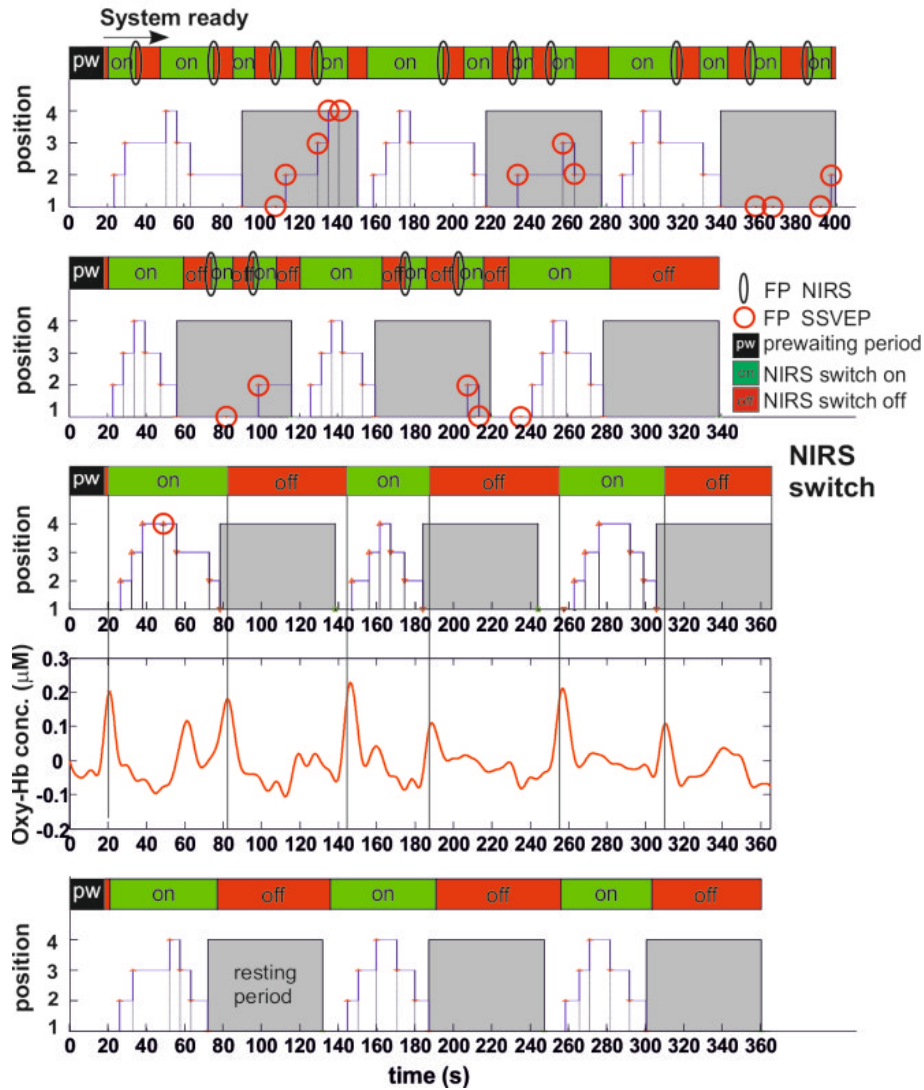 System ready
pw on on on on on on on on on on on
position
4
3
2
1
0 20 40 60 80 100 120 140 160 180 200 220 240 260 280 300 320 340 360 380 400
pw on off on off on off on off on off on off on off
position
4
3
2
1
0 20 40 60 80 100 120 140 160 180 200 220 240 260 280 300 320 340
FP NIRS
FP SSVEP
pw prewaiting period
on NIRS switch on
off NIRS switch off
NIRS
switch
pw on off on off on off
position
4
3
2
1
0 20 40 60 80 100 120 140 160 180 200 220 240 260 280 300 320 340 360
Oxy-Hb conc. (μM)
0.3
0.2
0.1
0
-0.1
-0.2
0 20 40 60 80 100 120 140 160 180 200 220 240 260 280 300 320 340 360
pw on off on off on off
position
4
3
2
1
resting
period
0 20 40 60 80 100 120 140 160 180 200 220 240 260 280 300 320 340 360
time (s)